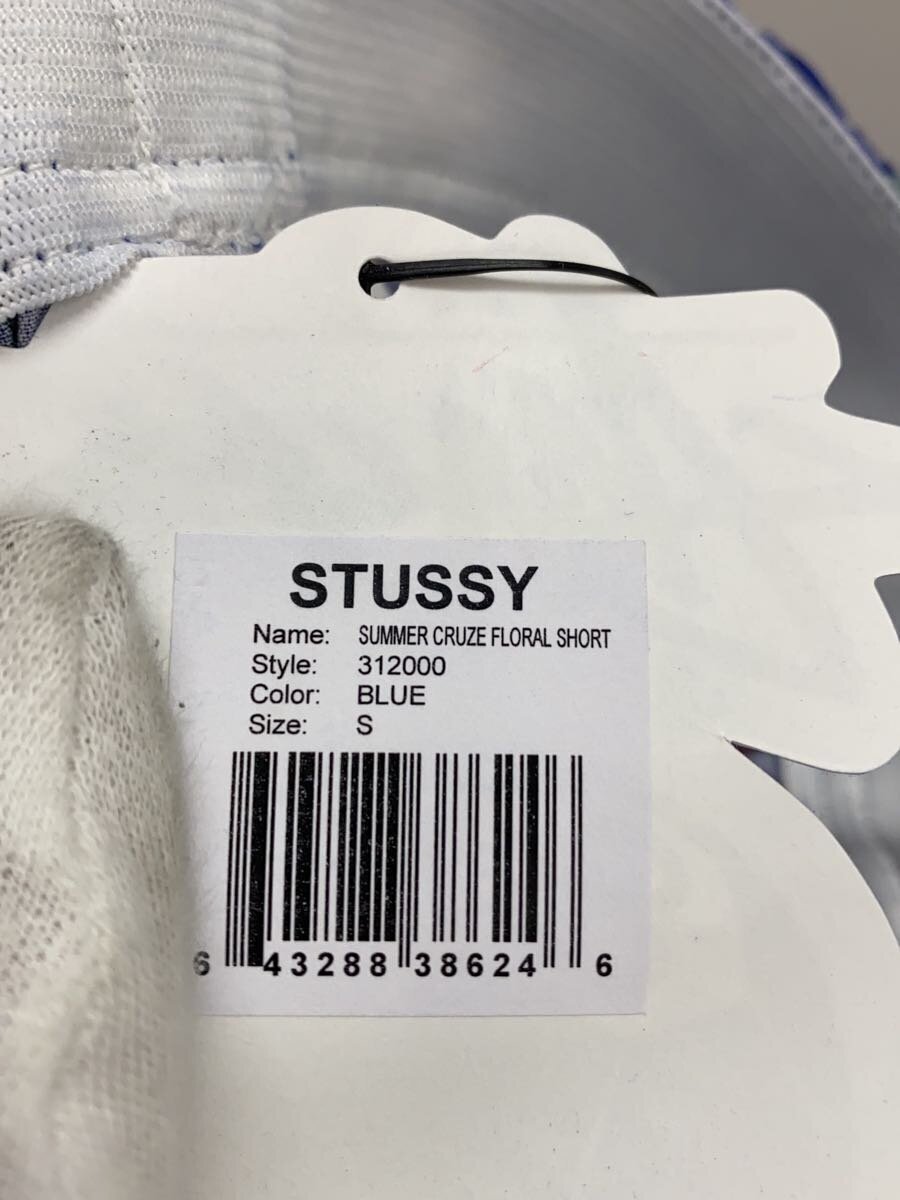 STUSSY
Name: SUMMER CRUZE FLORAL SHORT
Style: 312000
Color: BLUE
Size: S
6 43288 38624 6